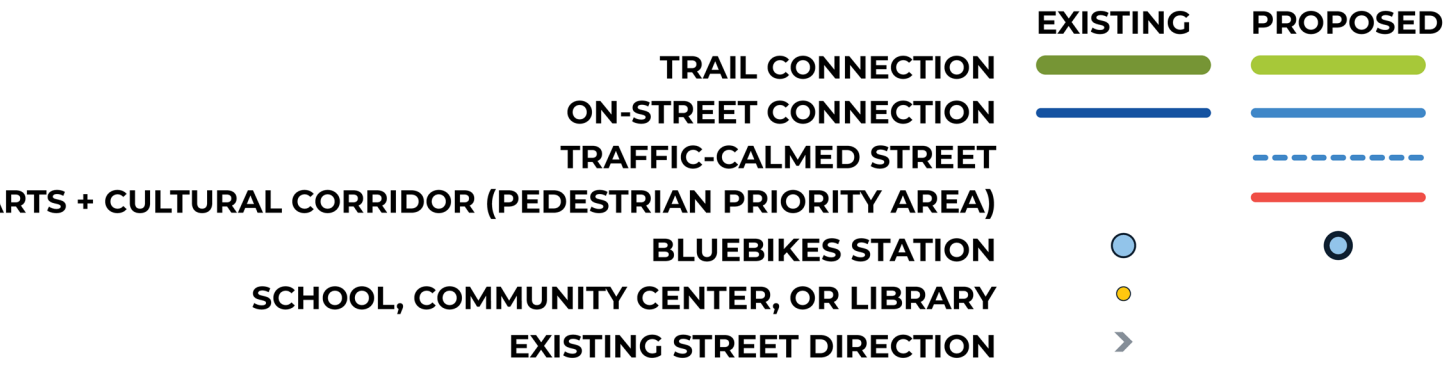 EXISTING PROPOSED
TRAIL CONNECTION
ON-STREET CONNECTION
TRAFFIC-CALMED STREET
+ CULTURAL CORRIDOR (PEDESTRIAN PRIORITY AREA)
BLUEBIKES STATION
SCHOOL, COMMUNITY CENTER, OR LIBRARY
EXISTING STREET DIRECTION